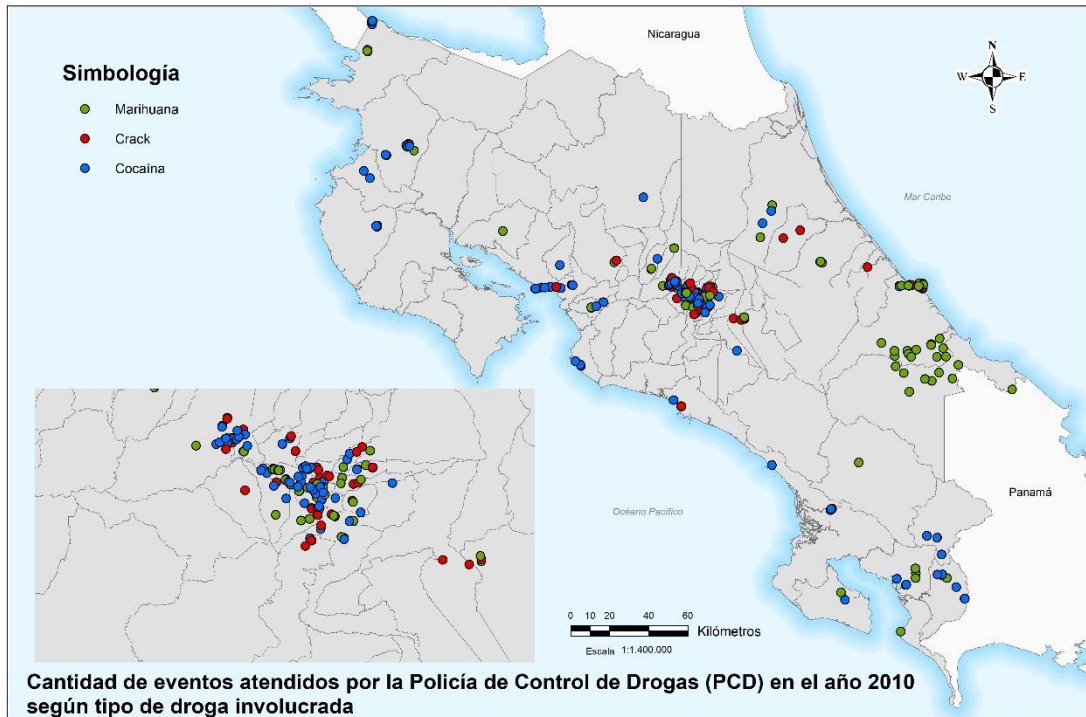 Nicaragua
N
W
E
S
Simbología
Marihuana
Crack
Cocaína
Mar Caribe
Océano Pacífico
Panamá
0 10 20 40 60
Kilómetros
Escala 1:1.400.000
Cantidad de eventos atendidos por la Policía de Control de Drogas (PCD) en el año 2010
según tipo de droga involucrada